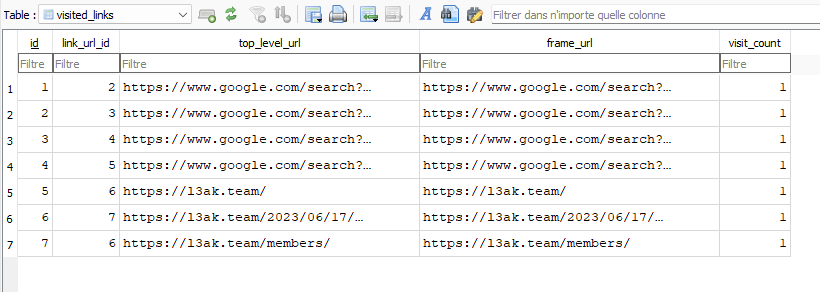 Table : visited_links Filtrer dans n'importe quelle colonne
id link_url_id top_level_url frame_url visit_count
Filtre Filtre Filtre Filtre Filtre
1 1 2 https://www.google.com/search?… https://www.google.com/search?… 1
2 2 3 https://www.google.com/search?… https://www.google.com/search?… 1
3 3 4 https://www.google.com/search?… https://www.google.com/search?… 1
4 4 5 https://www.google.com/search?… https://www.google.com/search?… 1
5 5 6 https://l3ak.team/ https://l3ak.team/ 1
6 6 7 https://l3ak.team/2023/06/17/… https://l3ak.team/2023/06/17/… 1
7 7 6 https://l3ak.team/members/ https://l3ak.team/members/ 1